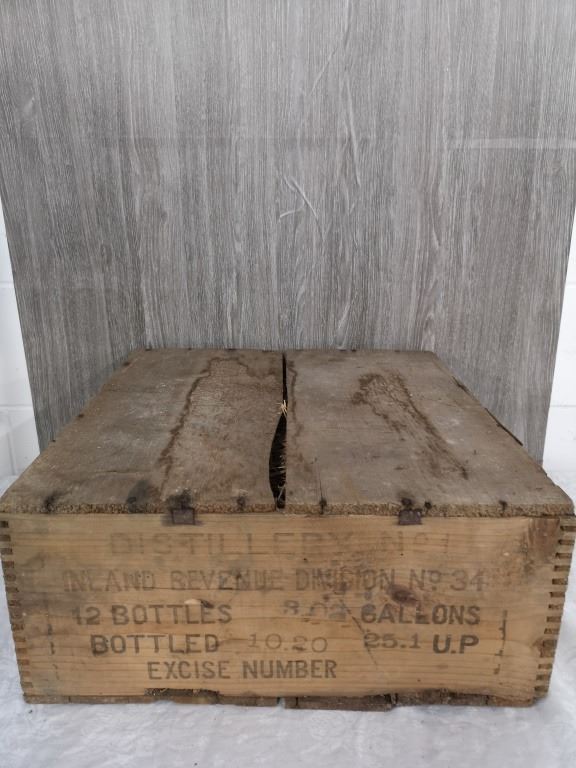 DISTILLERY No 1
INLAND REVENUE DIVISION No 34
12 BOTTLES 8.02 GALLONS
BOTTLED 10.20 25.1 U.P
EXCISE NUMBER